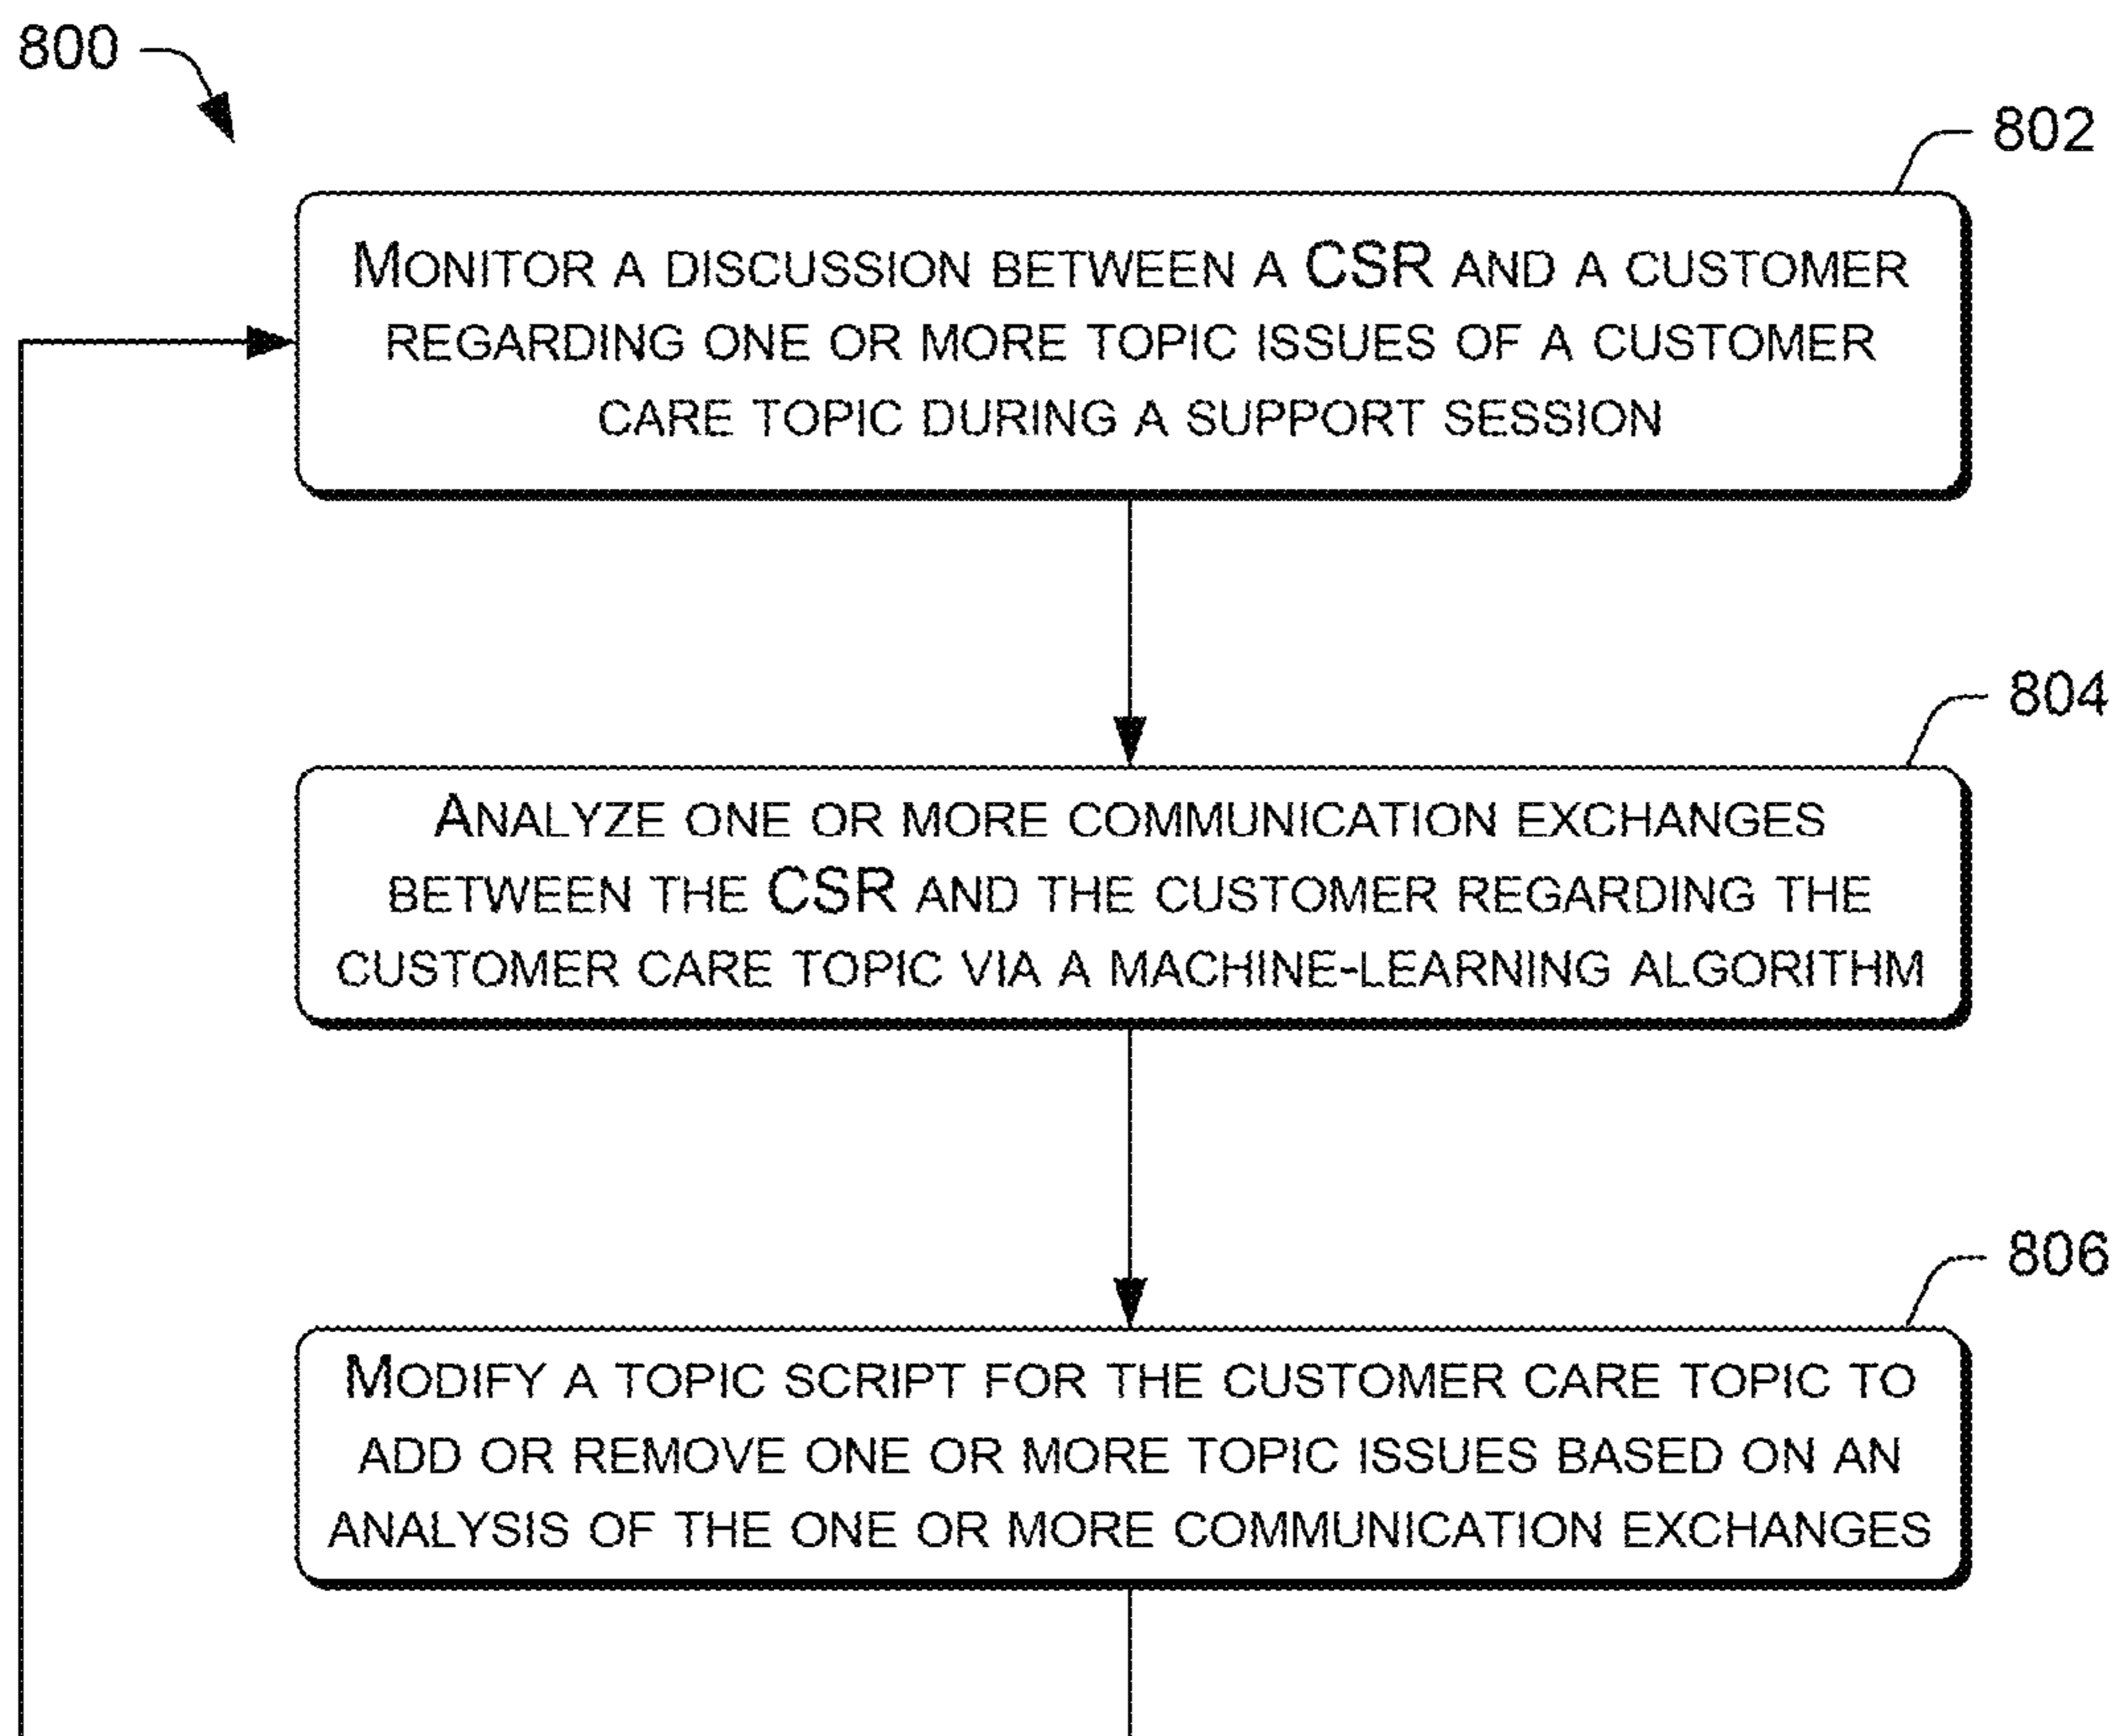 800
802
MONITOR A DISCUSSION BETWEEN A CSR AND A CUSTOMER
REGARDING ONE OR MORE TOPIC ISSUES OF A CUSTOMER
CARE TOPIC DURING A SUPPORT SESSION
804
ANALYZE ONE OR MORE COMMUNICATION EXCHANGES
BETWEEN THE CSR AND THE CUSTOMER REGARDING THE
CUSTOMER CARE TOPIC VIA A MACHINE-LEARNING ALGORITHM
806
MODIFY A TOPIC SCRIPT FOR THE CUSTOMER CARE TOPIC TO
ADD OR REMOVE ONE OR MORE TOPIC ISSUES BASED ON AN
ANALYSIS OF THE ONE OR MORE COMMUNICATION EXCHANGES